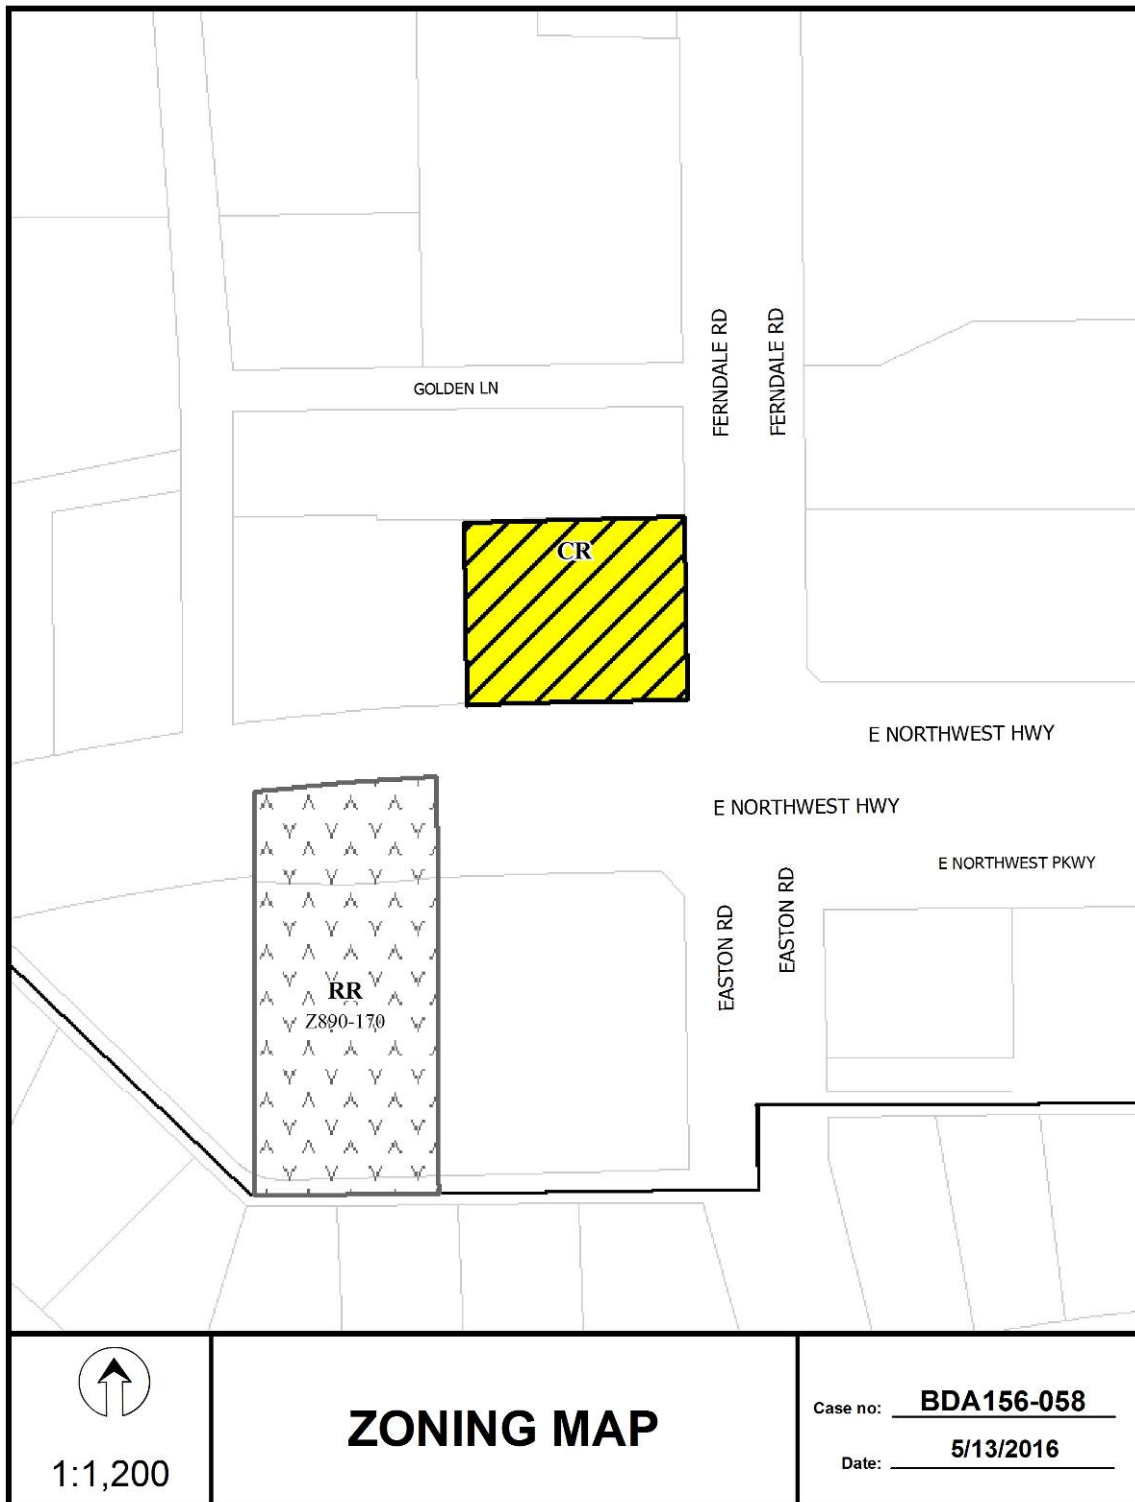 FERNDALE RD
FERNDALE RD
GOLDEN LN
CR
E NORTHWEST HWY
E NORTHWEST HWY
E NORTHWEST PKWY
EASTON RD
EASTON RD
RR
Z890-170
1:1,200
ZONING MAP
Case no: BDA156-058
Date: 5/13/2016